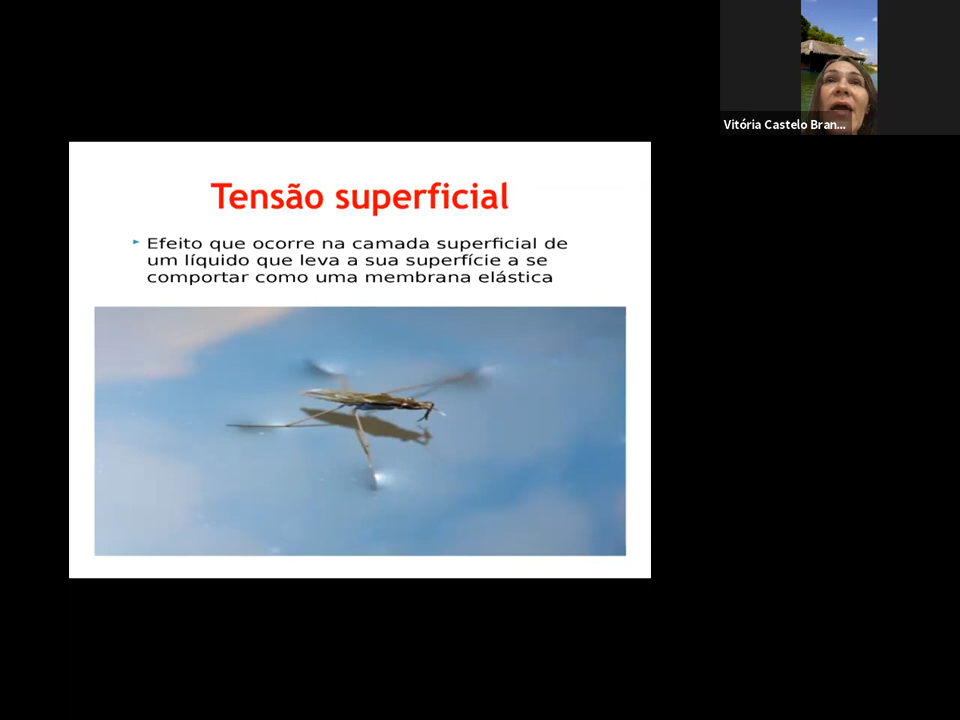 Vitória Castelo Bran...
Tensão superficial
Efeito que ocorre na camada superficial de
um líquido que leva a sua superfície a se
comportar como uma membrana elástica